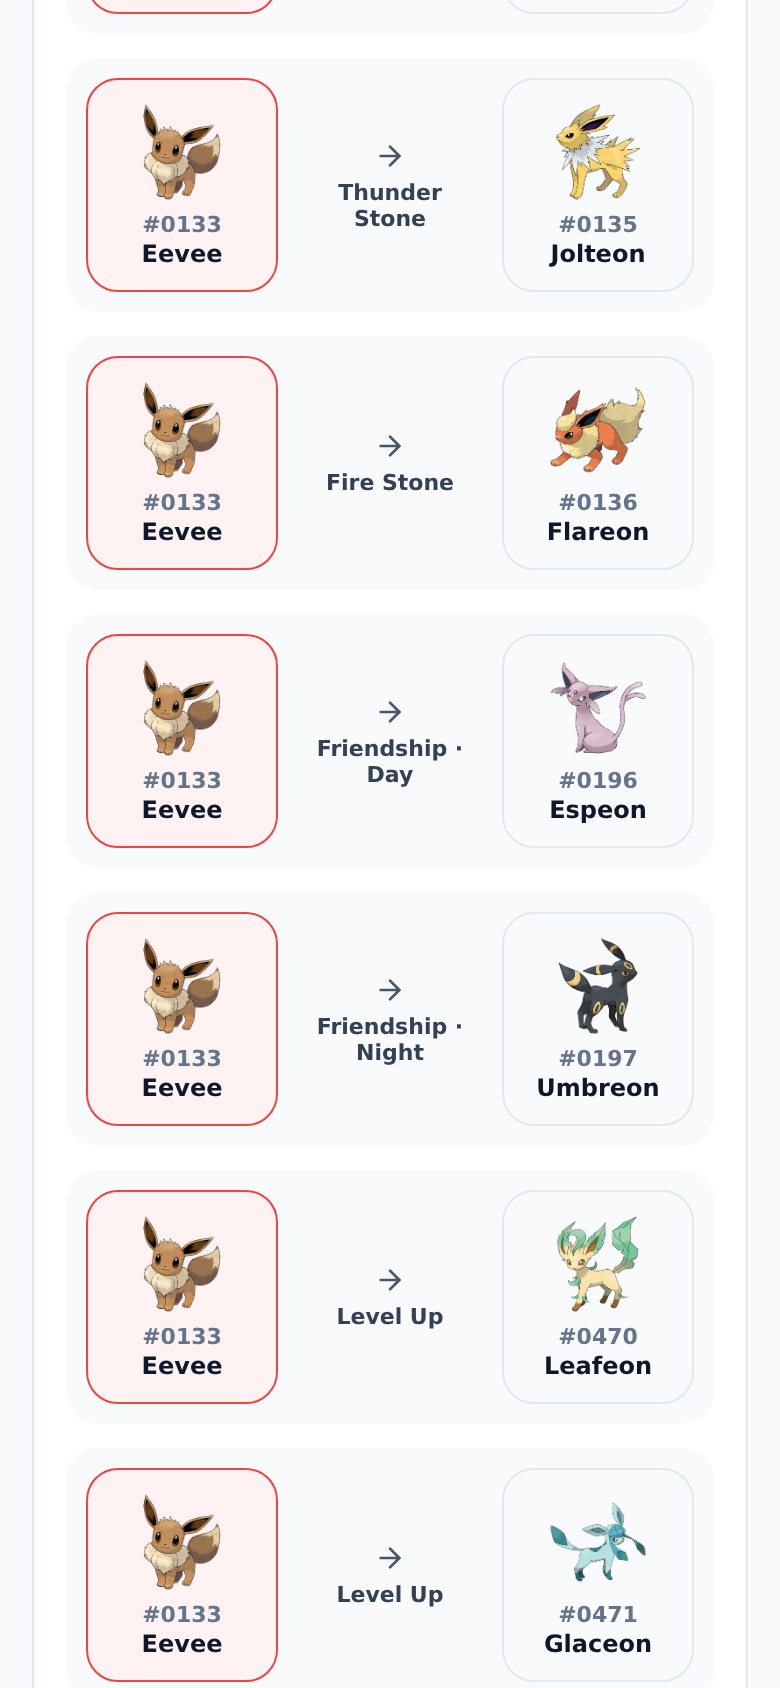 Thunder
Stone
#0133
Eevee
#0135
Jolteon
Fire Stone
#0133
Eevee
#0136
Flareon
Friendship ·
Day
#0133
Eevee
#0196
Espeon
Friendship ·
Night
#0133
Eevee
#0197
Umbreon
Level Up
#0133
Eevee
#0470
Leafeon
Level Up
#0133
Eevee
#0471
Glaceon